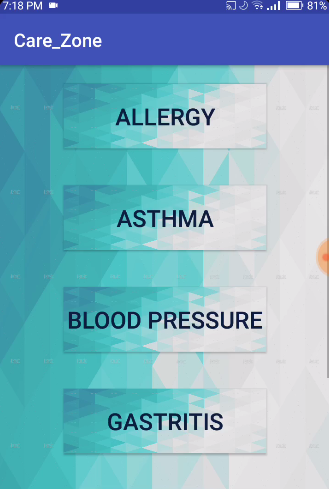 7:18 PM 81%
Care_Zone
ALLERGY
ASTHMA
BLOOD PRESSURE
GASTRITIS